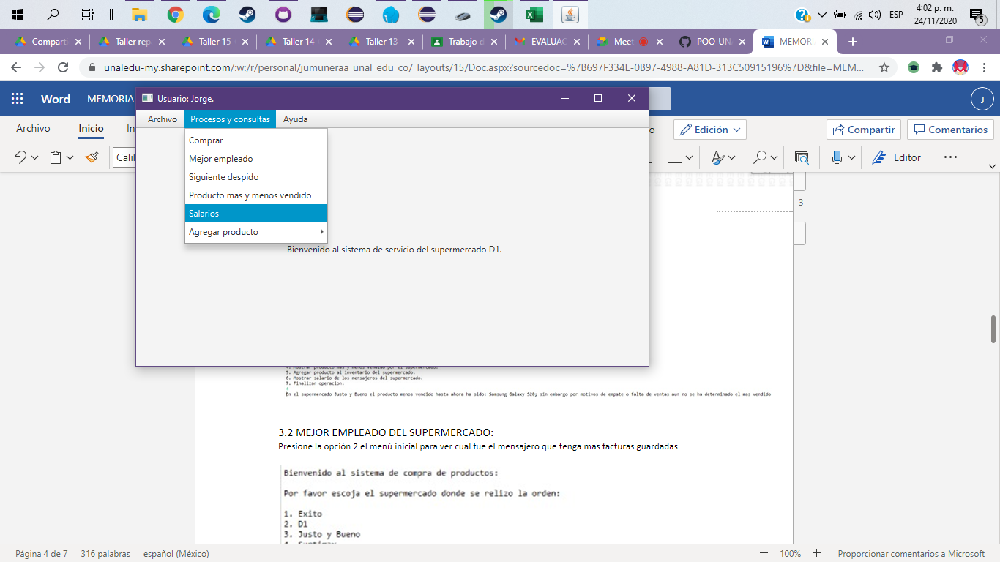 ESP
4:02 p. m.
24/11/2020
5
Comparti
Taller rep
Taller 15-
Taller 14-
Taller 13
Trabajo d
EVALUAC
Meet
POO-UN
MEMORI
unaledu-my.sharepoint.com/:w:/r/personal/jumuneraa_unal_edu_co/_layouts/15/Doc.aspx?sourcedoc=%7B697F334E-0B97-4988-A81D-313C50915196%7D&file=MEM...
Word
MEMORIA
J
Usuario: Jorge.
Archivo
Procesos y consultas
Ayuda
Comprar
Mejor empleado
Siguiente despido
Producto mas y menos vendido
Salarios
Agregar producto
Bienvenido al sistema de servicio del supermercado D1.
Archivo
Inicio
In
o
Edición
Compartir
Comentarios
Calib
Editor
3
4. Mostrar producto mas y menos vendido por el supermercado.
5. Agregar producto al inventario del supermercado.
6. Mostrar salario de los mensajeros del supermercado.
7. Finalizar operacion.
4
En el supermercado Justo y Bueno el producto menos vendido hasta ahora ha sido: Samsung Galaxy S20; sin embargo por motivos de empate o falta de ventas aun no se ha determinado el mas vendido
3.2 MEJOR EMPLEADO DEL SUPERMERCADO:
Presione la opción 2 el menú inicial para ver cual fue el mensajero que tenga mas facturas guardadas.
Bienvenido al sistema de compra de productos:
Por favor escoja el supermercado donde se relizo la orden:
1. Exito
2. D1
3. Justo y Bueno
Página 4 de 7
316 palabras
español (México)
100%
Proporcionar comentarios a Microsoft